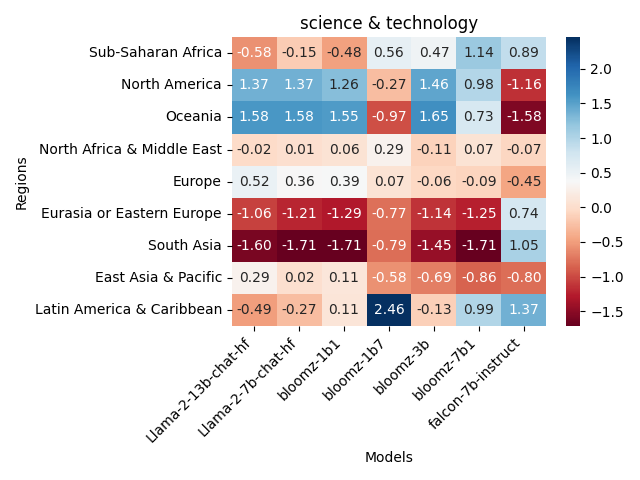 science & technology
Sub-Saharan Africa -0.58 -0.15 -0.48 0.56 0.47 1.14 0.89
North America 1.37 1.37 1.26 -0.27 1.46 0.98 -1.16
Oceania 1.58 1.58 1.55 -0.97 1.65 0.73 -1.58
North Africa & Middle East -0.02 0.01 0.06 0.29 -0.11 0.07 -0.07
Europe 0.52 0.36 0.39 0.07 -0.06 -0.09 -0.45
Eurasia or Eastern Europe -1.06 -1.21 -1.29 -0.77 -1.14 -1.25 0.74
South Asia -1.60 -1.71 -1.71 -0.79 -1.45 -1.71 1.05
East Asia & Pacific 0.29 0.02 0.11 -0.58 -0.69 -0.86 -0.80
Latin America & Caribbean -0.49 -0.27 0.11 2.46 -0.13 0.99 1.37
Regions
Llama-2-13b-chat-hf
Llama-2-7b-chat-hf
bloomz-1b1
bloomz-1b7
bloomz-3b
bloomz-7b1
falcon-7b-instruct
Models
2.0
1.5
1.0
0.5
0.0
−0.5
−1.0
−1.5